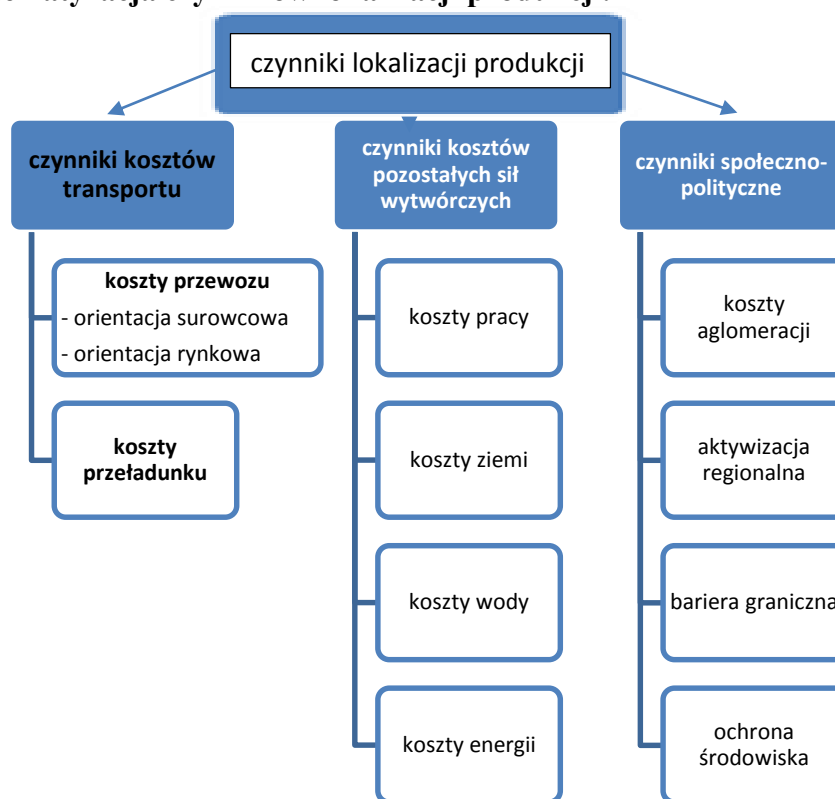 czynniki lokalizacji produkcji
czynniki kosztów
transportu
koszty przewozu
- orientacja surowcowa
- orientacja rynkowa
koszty
przeładunku
czynniki kosztów
pozostałych sił
wytwórczych
koszty pracy
koszty ziemi
koszty wody
koszty energii
czynniki społeczno-
polityczne
koszty
aglomeracji
aktywizacja
regionalna
bariera graniczna
ochrona
środowiska